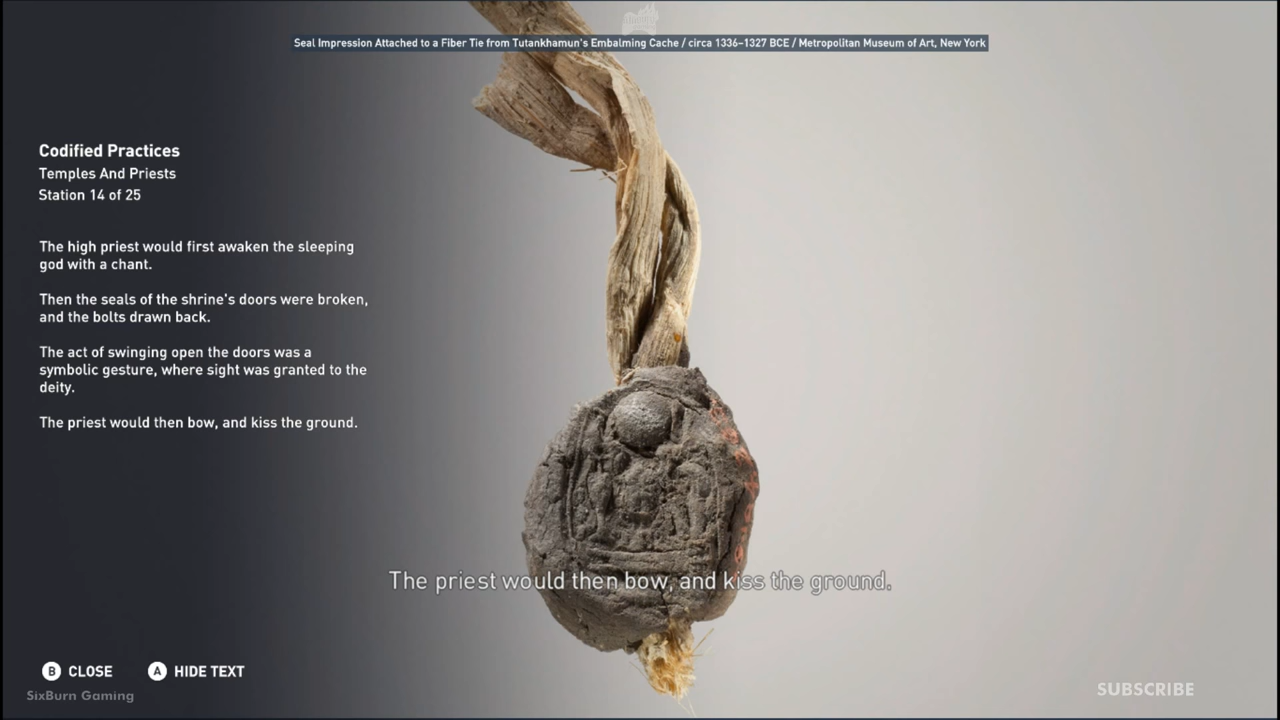 Seal Impression Attached to a Fiber Tie from Tutankhamun's Embalming Cache / circa 1336–1327 BCE / Metropolitan Museum of Art, New York
Codified Practices
Temples And Priests
Station 14 of 25
The high priest would first awaken the sleeping
god with a chant.
Then the seals of the shrine's doors were broken,
and the bolts drawn back.
The act of swinging open the doors was a
symbolic gesture, where sight was granted to the
deity.
The priest would then bow, and kiss the ground.
The priest would then bow, and kiss the ground.
B CLOSE A HIDE TEXT
SixBurn Gaming
SUBSCRIBE